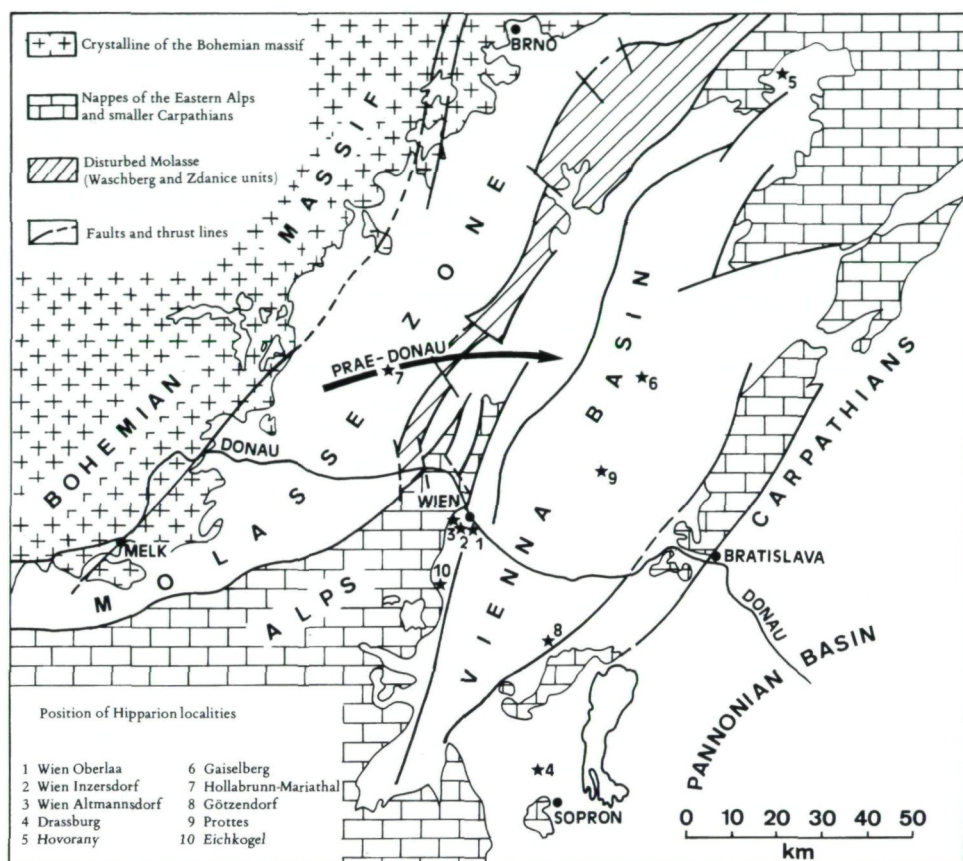 Crystalline of the Bohemian massif
Nappes of the Eastern Alps
and smaller Carpathians
Disturbed Molasse
(Waschberg and Zdanice units)
Faults and thrust lines
BRNO
5
BOHEMIAN MASSIF
MOLASSE ZONE
PRAE-DONAU
7
6
VIENNA BASIN
9
DONAU
WIEN
3 2 1
MELK
10
ALPS
CARPATHIANS
BRATISLAVA
DONAU
8
PANNONIAN BASIN
4
SOPRON
Position of Hipparion localities
1 Wien Oberlaa
2 Wien Inzersdorf
3 Wien Altmannsdorf
4 Drassburg
5 Hovorany
6 Gaiselberg
7 Hollabrunn-Mariathal
8 Götzendorf
9 Prottes
10 Eichkogel
0 10 20 30 40 50
km